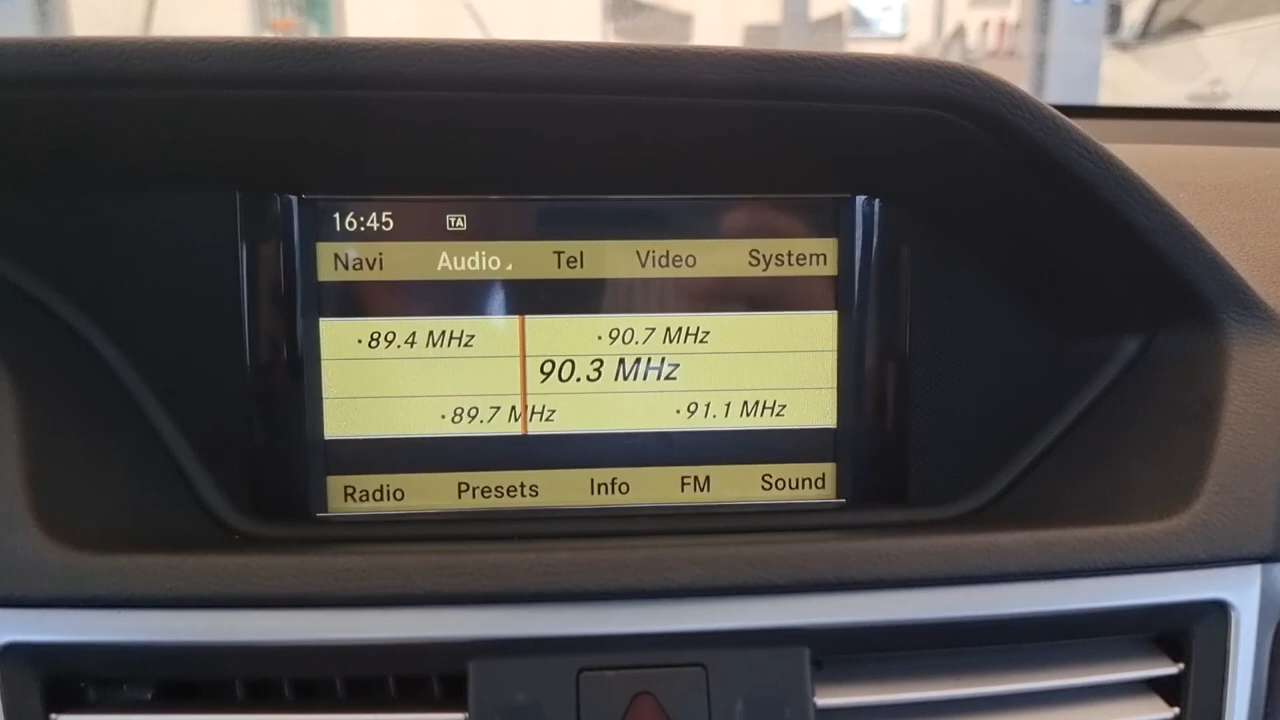 16:45 TA
Navi Audio Tel Video System
·89.4 MHz ·90.7 MHz
90.3 MHz
·89.7 MHz ·91.1 MHz
Radio Presets Info FM Sound